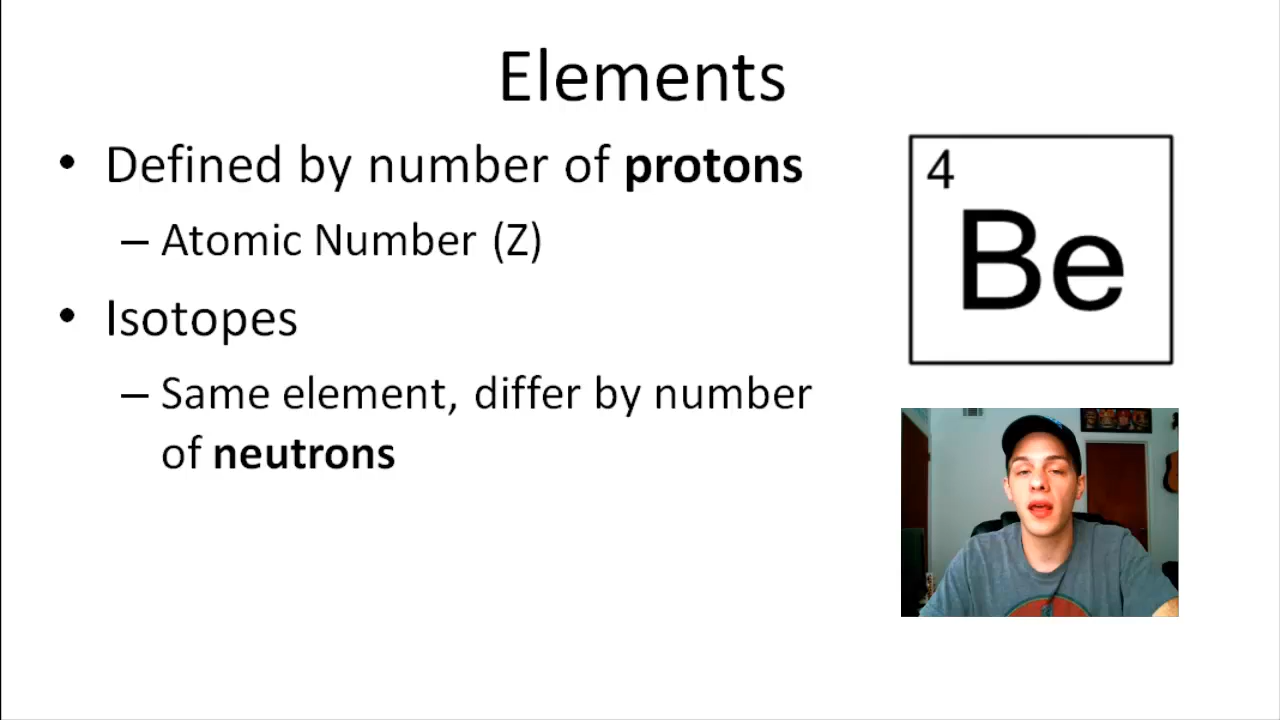 Elements
• Defined by number of protons
– Atomic Number (Z)
• Isotopes
– Same element, differ by number
of neutrons
4
Be